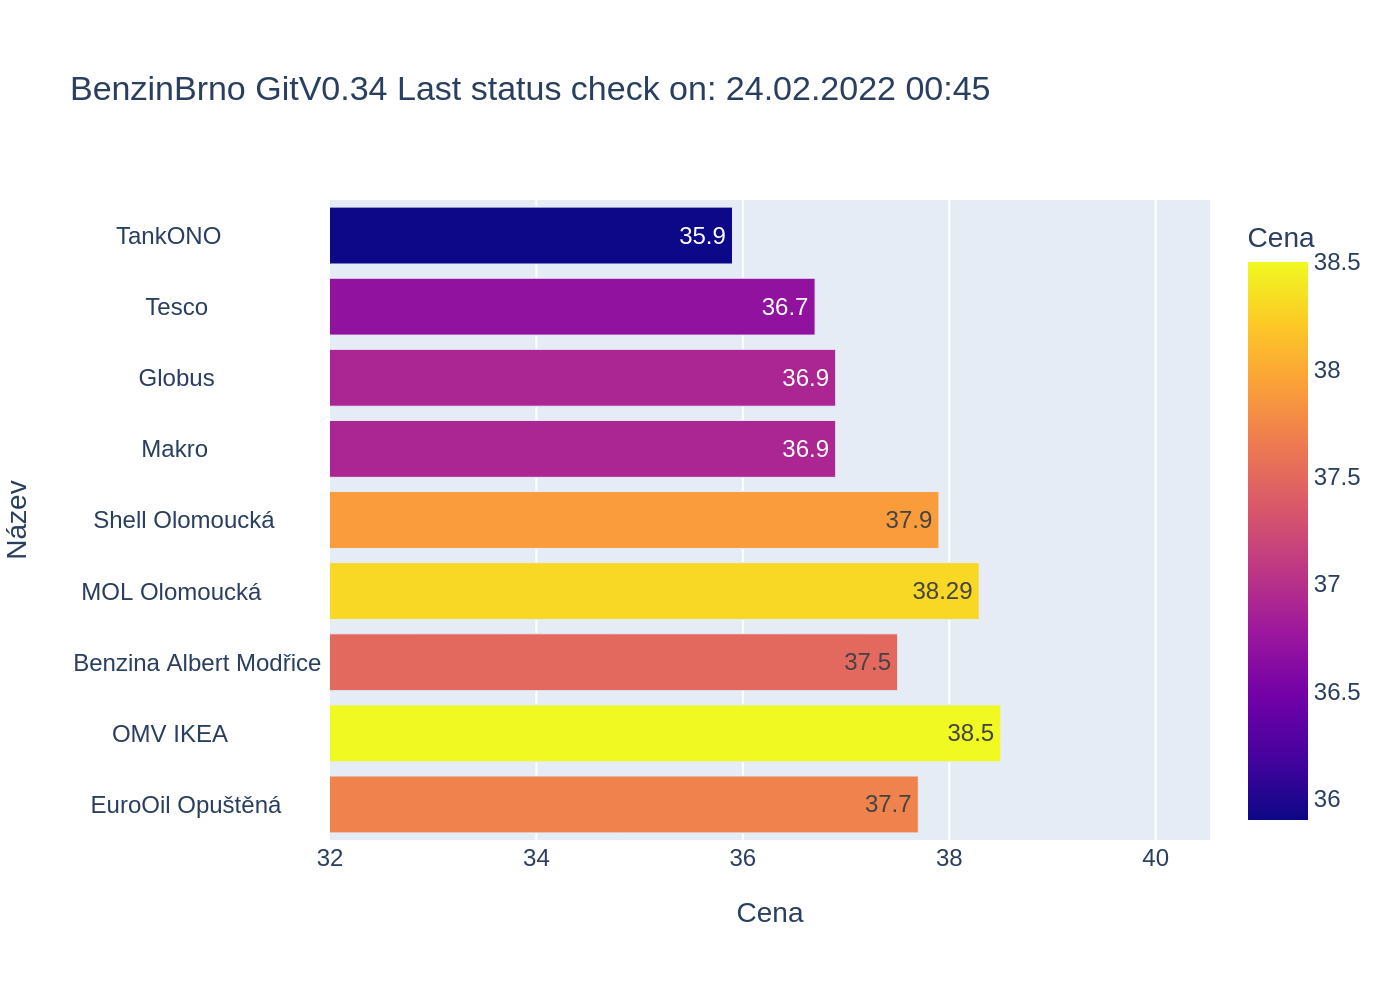 BenzinBrno GitV0.34 Last status check on: 24.02.2022 00:45
Název
TankONO 35.9
Tesco 36.7
Globus 36.9
Makro 36.9
Shell Olomoucká 37.9
MOL Olomoucká 38.29
Benzina Albert Modřice 37.5
OMV IKEA 38.5
EuroOil Opuštěná 37.7
32 34 36 38 40
Cena
Cena
38.5
38
37.5
37
36.5
36